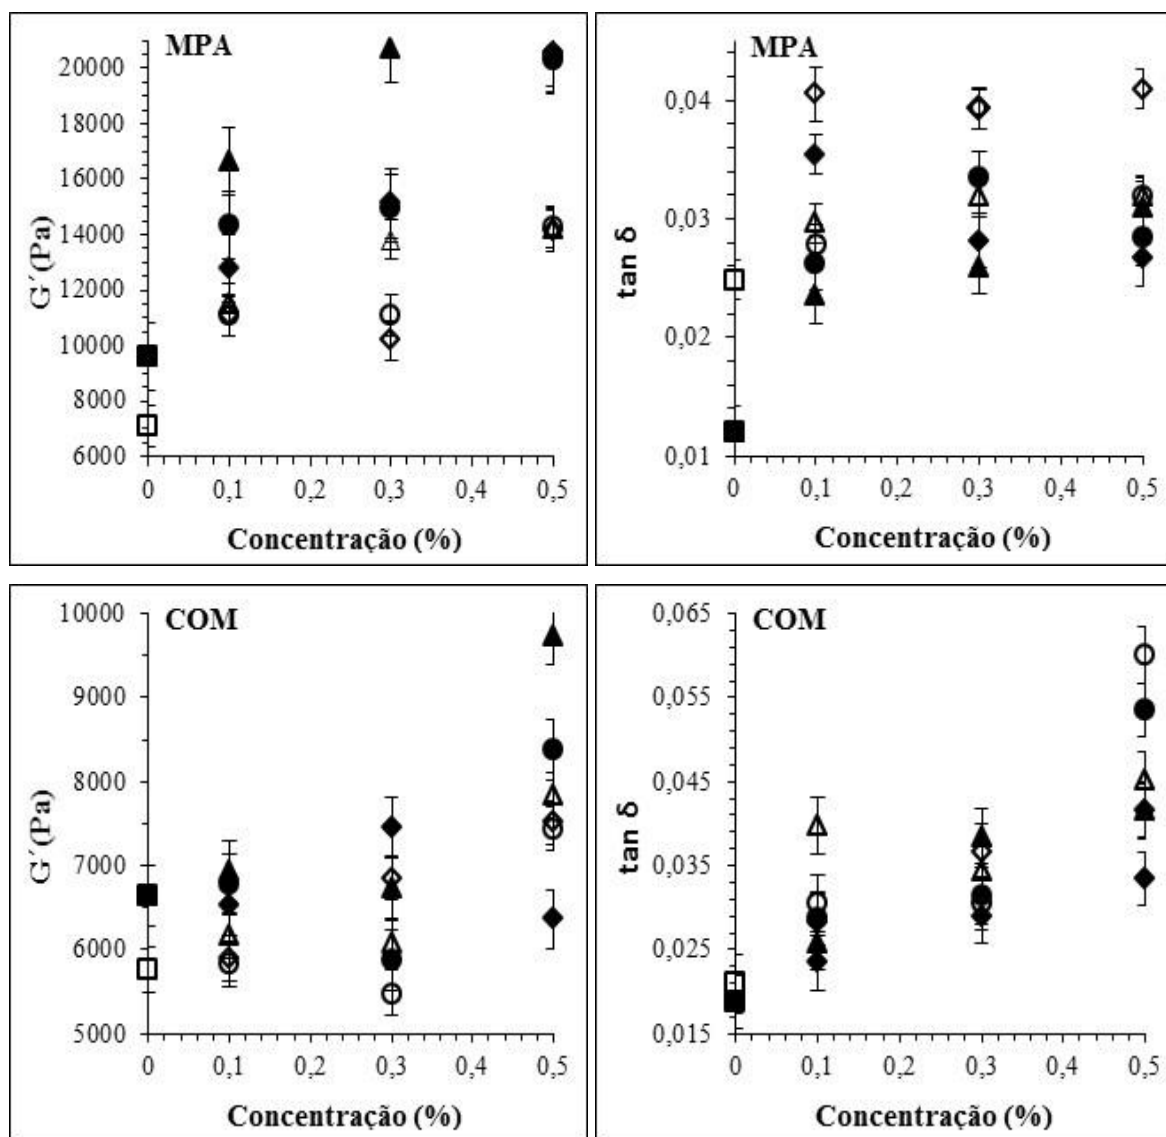 MPA
20000
18000
16000
14000
12000
10000
8000
6000
G´(Pa)
0 0,1 0,2 0,3 0,4 0,5
Concentração (%)
MPA
0,04
0,03
0,02
0,01
tan δ
0 0,1 0,2 0,3 0,4 0,5
Concentração (%)
COM
10000
9000
8000
7000
6000
5000
G´(Pa)
0 0,1 0,2 0,3 0,4 0,5
Concentração (%)
COM
0,065
0,055
0,045
0,035
0,025
0,015
tan δ
0 0,1 0,2 0,3 0,4 0,5
Concentração (%)